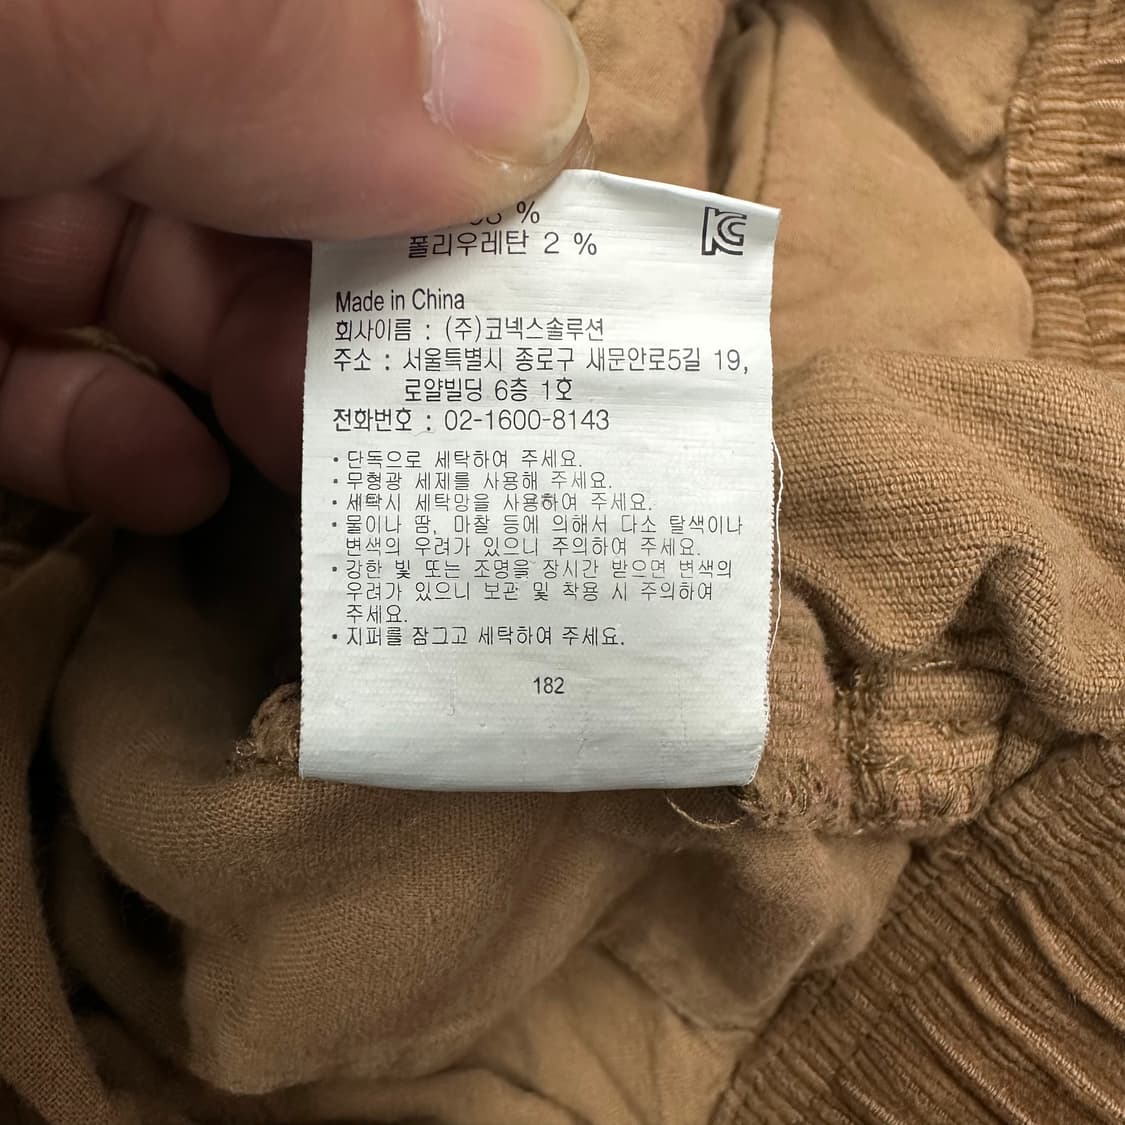 %
폴리우레탄 2 %
KC
Made in China
회사이름 : (주)코넥스솔루션
주소 : 서울특별시 종로구 새문안로5길 19,
로얄빌딩 6층 1호
전화번호 : 02-1600-8143
• 단독으로 세탁하여 주세요.
• 무형광 세제를 사용해 주세요.
• 세탁시 세탁망을 사용하여 주세요.
• 물이나 땀, 마찰 등에 의해서 다소 탈색이나
변색의 우려가 있으니 주의하여 주세요.
• 강한 빛 또는 조명을 장시간 받으면 변색의
우려가 있으니 보관 및 착용 시 주의하여
주세요.
• 지퍼를 잠그고 세탁하여 주세요.
182